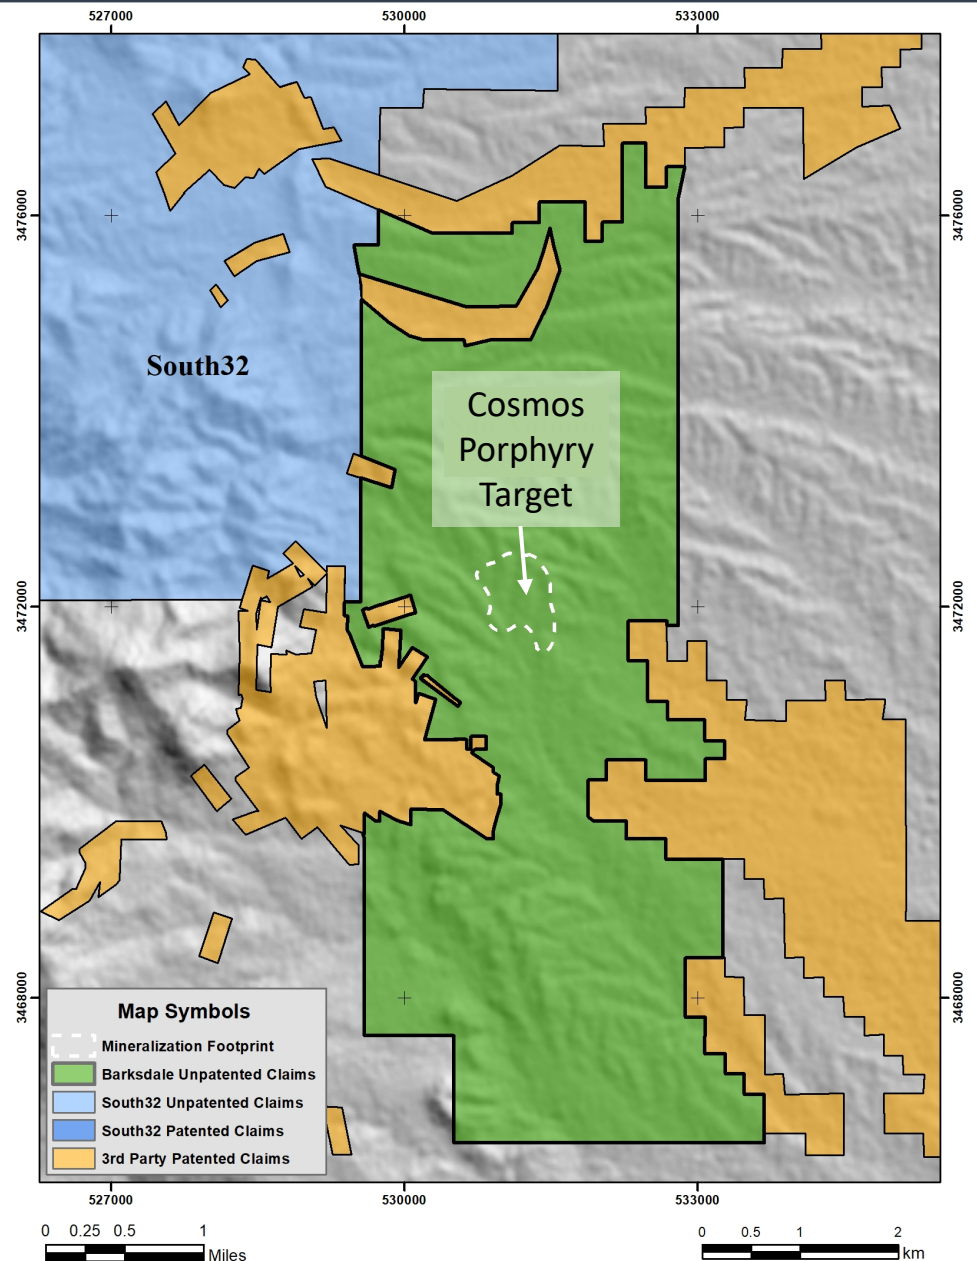 527000 530000 533000
3476000 3476000
South32
Cosmos
Porphyry
Target
3472000 3472000
3468000 3468000
Map Symbols
Mineralization Footprint
Barksdale Unpatented Claims
South32 Unpatented Claims
South32 Patented Claims
3rd Party Patented Claims
527000 530000 533000
0 0.25 0.5 1
Miles
0 0.5 1 2
km